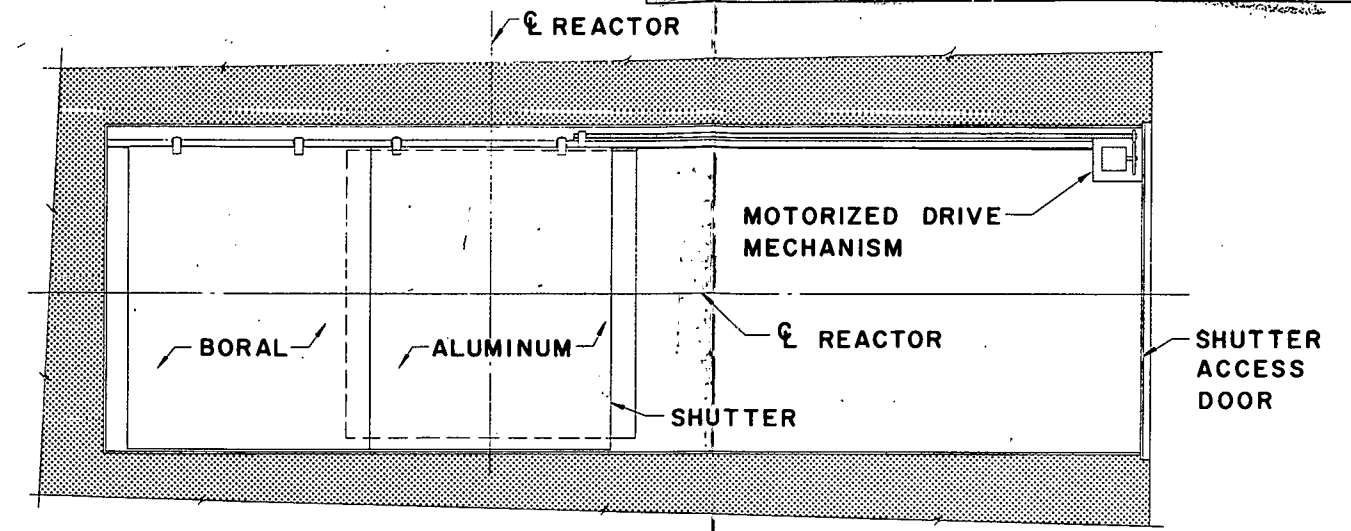 ℄ REACTOR
MOTORIZED DRIVE
MECHANISM
℄ REACTOR
BORAL
ALUMINUM
SHUTTER
ACCESS
DOOR
SHUTTER